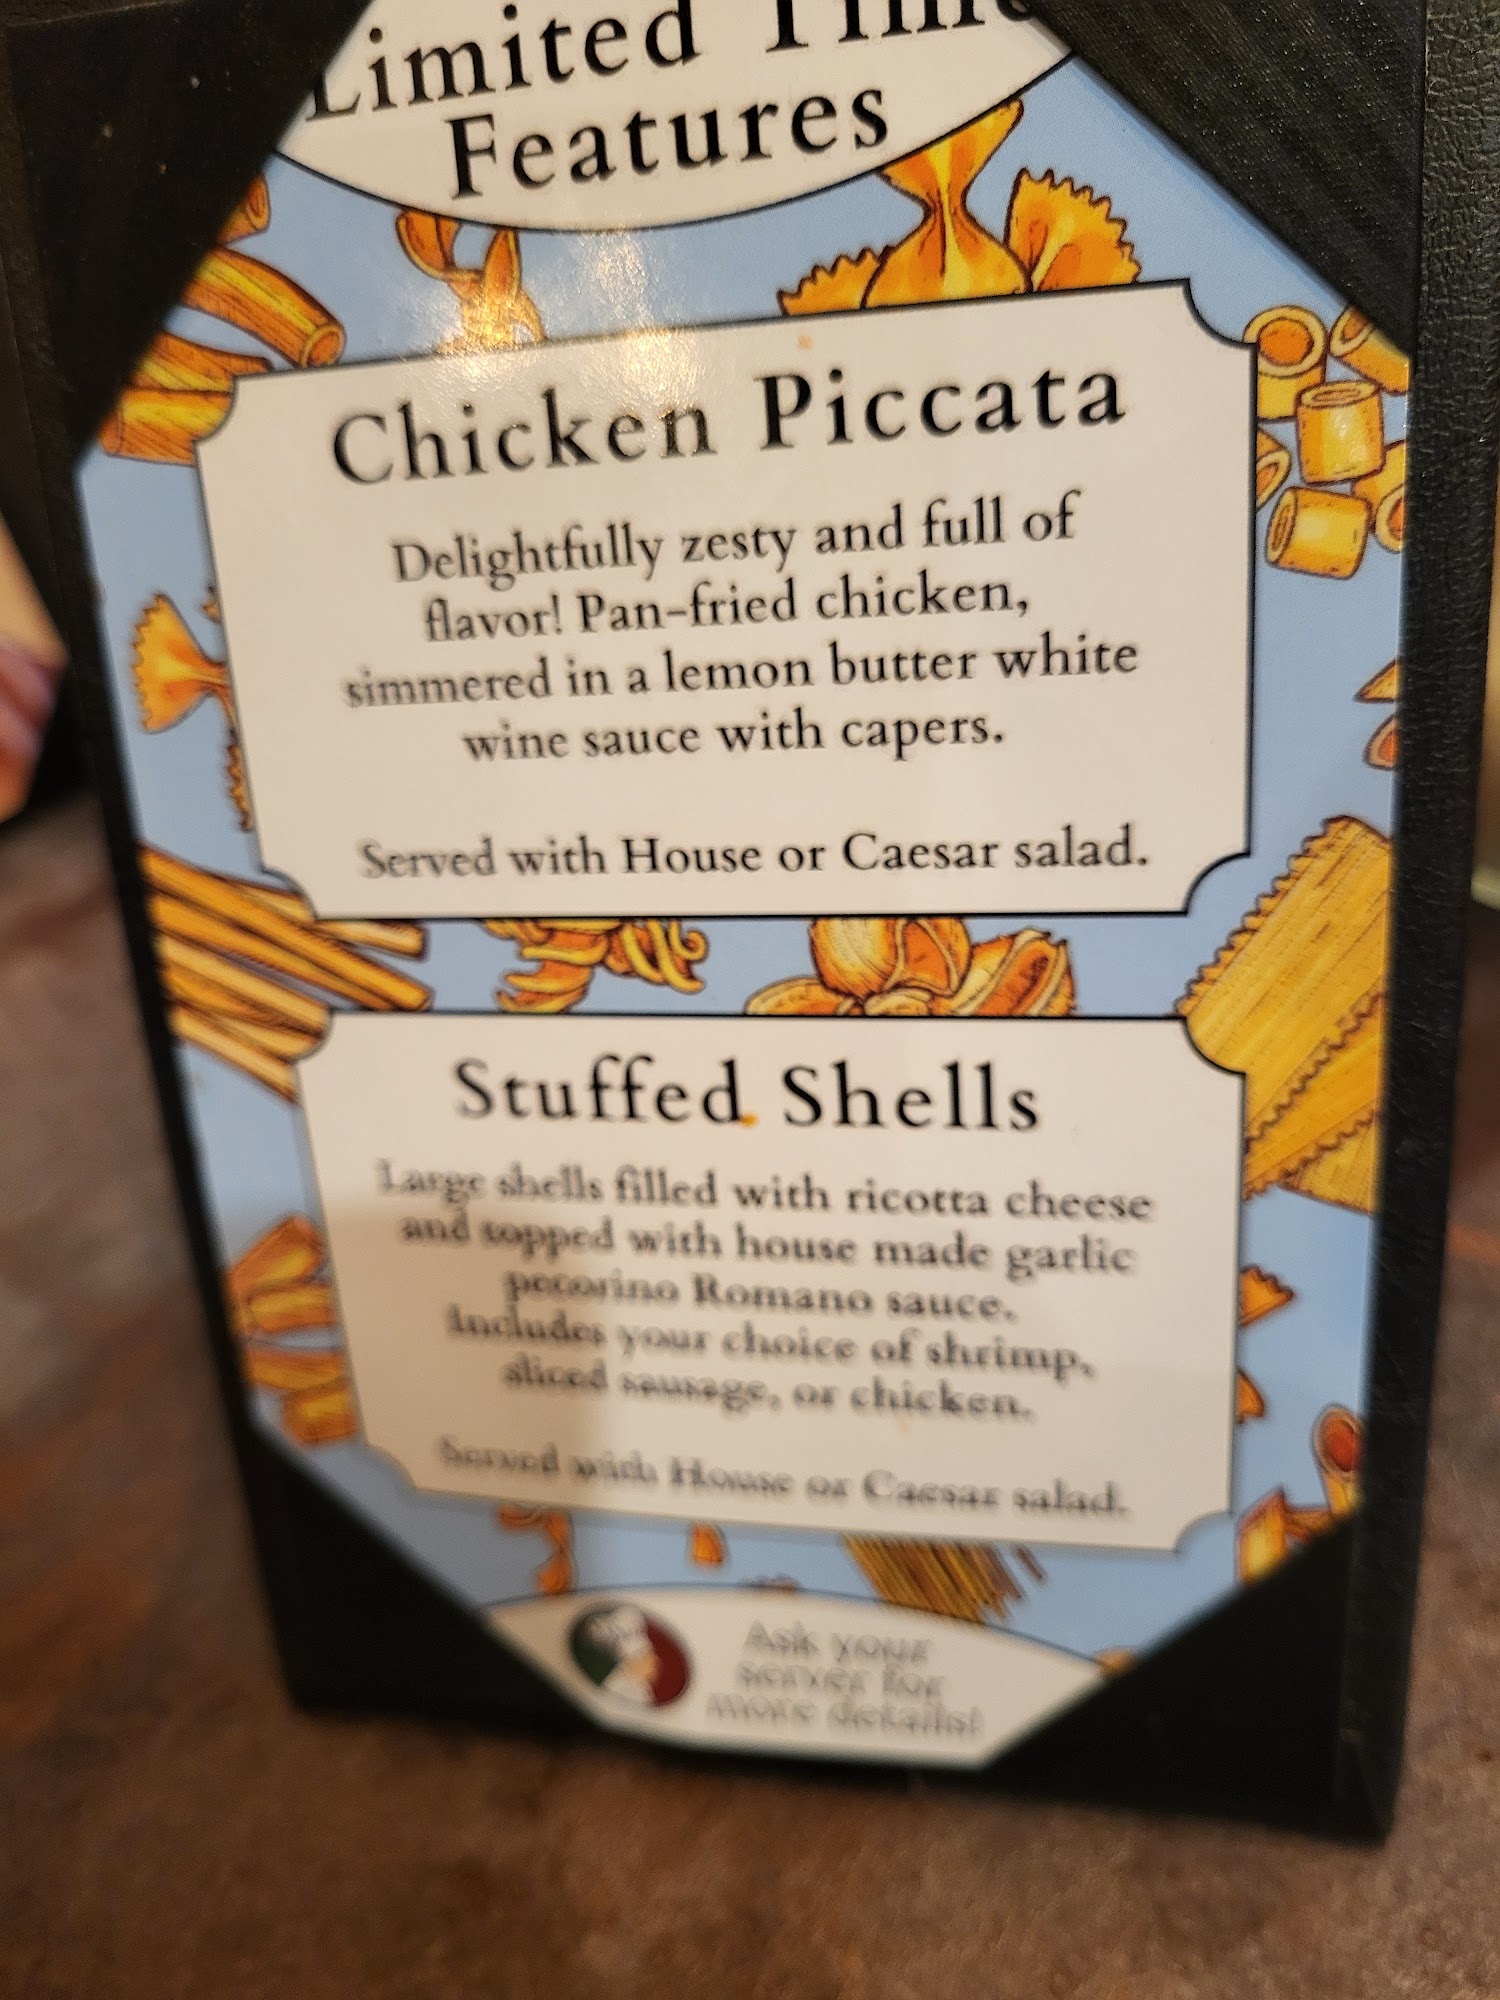 Limited Time
Features
Chicken Piccata
Delightfully zesty and full of
flavor! Pan-fried chicken,
simmered in a lemon butter white
wine sauce with capers.
Served with House or Caesar salad.
Stuffed Shells
Large shells filled with ricotta cheese
and topped with house made garlic
pecorino Romano sauce.
Includes your choice of shrimp,
sliced sausage, or chicken.
Served with House or Caesar salad.
Ask your
server for
more details!